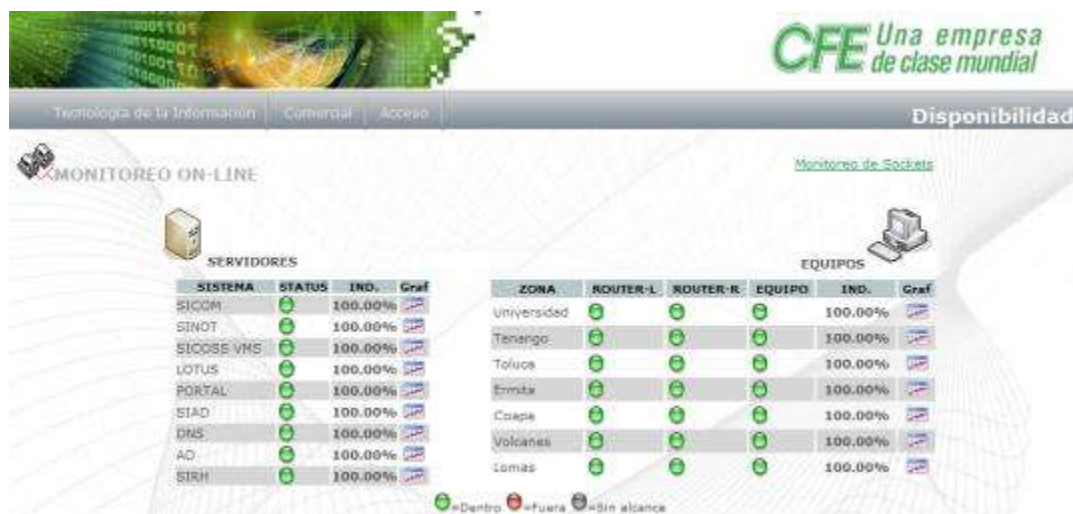 CFE Una empresa
de clase mundial
Tecnología de la Información Comercial Acceso Disponibilidad
MONITOREO ON-LINE
Monitoreo de Sockets
SERVIDORES
EQUIPOS
SISTEMA STATUS IND. Graf
SICOM 100.00%
SINOT 100.00%
SICOSS VMS 100.00%
LOTUS 100.00%
PORTAL 100.00%
SIAD 100.00%
DNS 100.00%
AD 100.00%
SIRH 100.00%
ZONA ROUTER-L ROUTER-R EQUIPO IND. Graf
Universidad 100.00%
Tenango 100.00%
Toluca 100.00%
Ermita 100.00%
Coapa 100.00%
Volcanes 100.00%
Lomas 100.00%
=Dentro =Fuera =Sin alcance